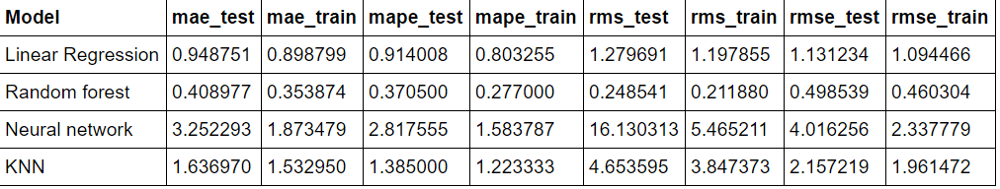 Model mae_test mae_train mape_test mape_train rms_test rms_train rmse_test rmse_train
Linear Regression 0.948751 0.898799 0.914008 0.803255 1.279691 1.197855 1.131234 1.094466
Random forest 0.408977 0.353874 0.370500 0.277000 0.248541 0.211880 0.498539 0.460304
Neural network 3.252293 1.873479 2.817555 1.583787 16.130313 5.465211 4.016256 2.337779
KNN 1.636970 1.532950 1.385000 1.223333 4.653595 3.847373 2.157219 1.961472